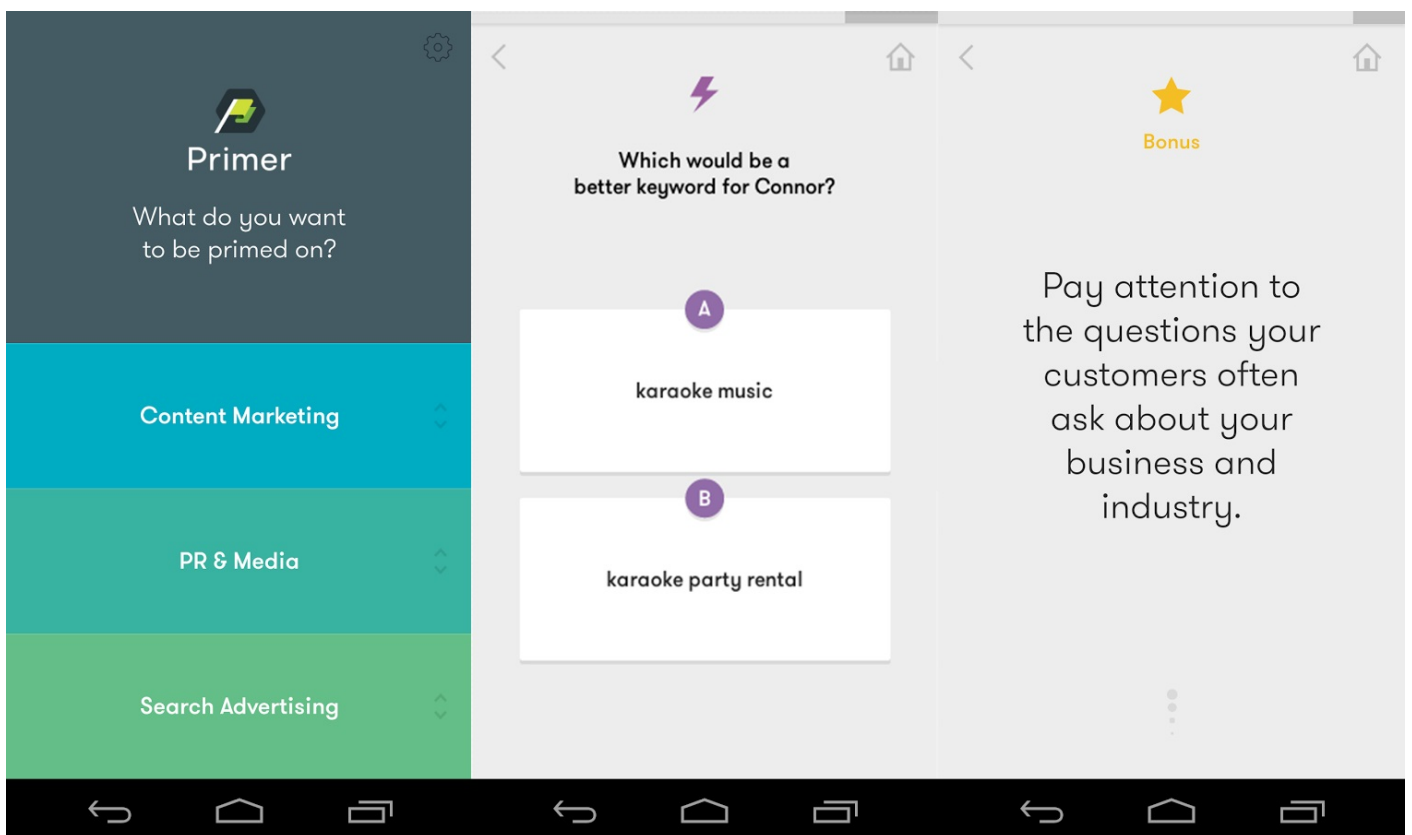 Primer
What do you want
to be primed on?
Content Marketing
PR & Media
Search Advertising
Which would be a
better keyword for Connor?
A
karaoke music
B
karaoke party rental
Bonus
Pay attention to
the questions your
customers often
ask about your
business and
industry.